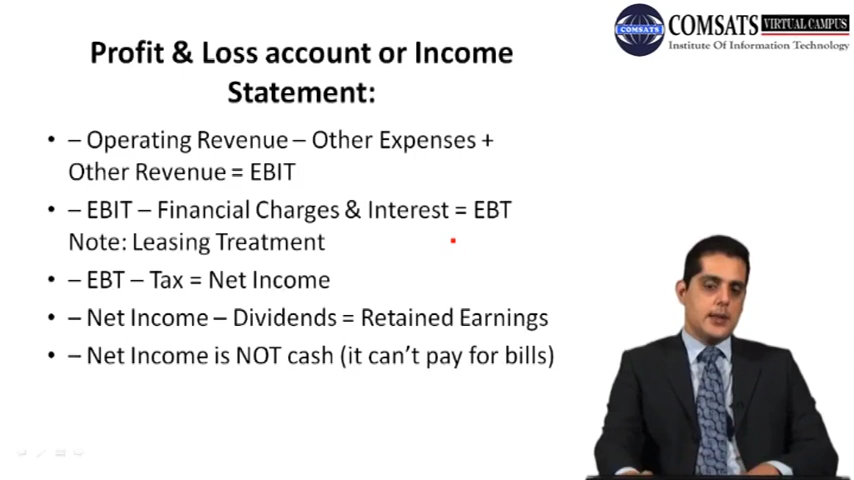 COMSATS VIRTUAL CAMPUS
Institute Of Information Technology
COMSATS
Profit & Loss account or Income
Statement:
• – Operating Revenue – Other Expenses +
Other Revenue = EBIT
• – EBIT – Financial Charges & Interest = EBT
Note: Leasing Treatment
• – EBT – Tax = Net Income
• – Net Income – Dividends = Retained Earnings
• – Net Income is NOT cash (it can’t pay for bills)